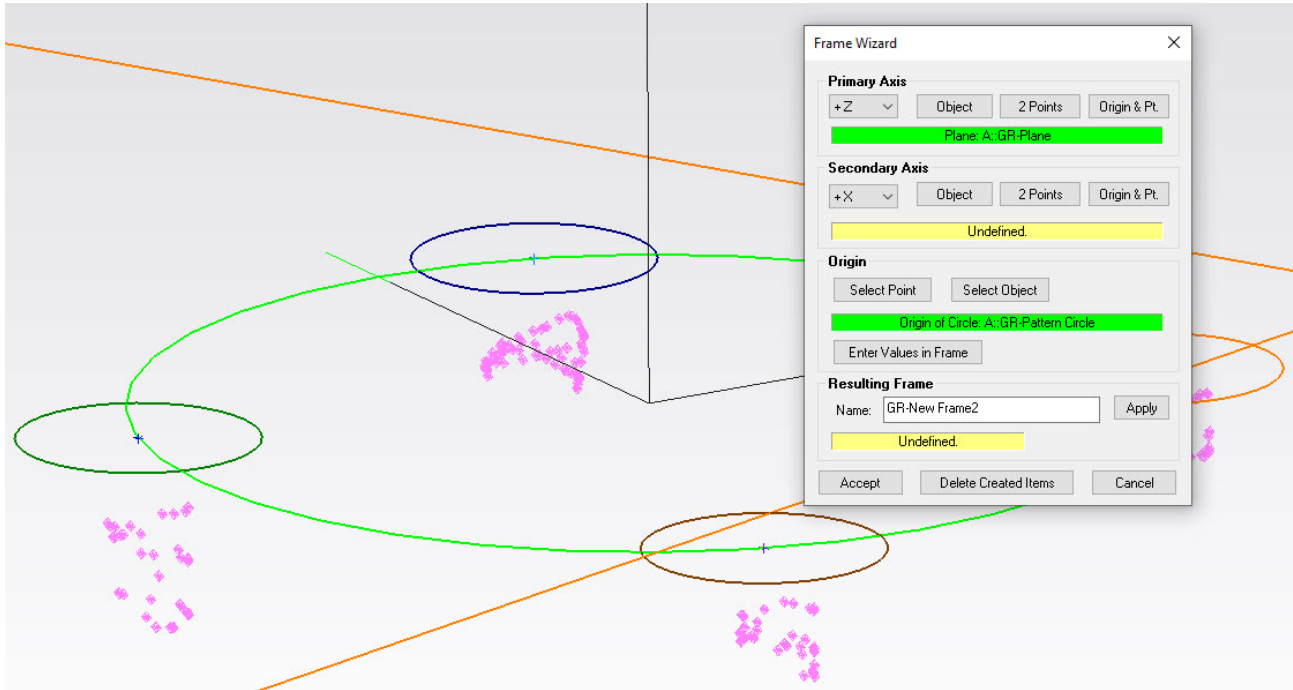 Frame Wizard
Primary Axis
+Z Object 2 Points Origin & Pt.
Plane: A::GR-Plane
Secondary Axis
+X Object 2 Points Origin & Pt.
Undefined.
Origin
Select Point Select Object
Origin of Circle: A::GR-Pattern Circle
Enter Values in Frame
Resulting Frame
Name: GR-New Frame2 Apply
Undefined.
Accept Delete Created Items Cancel